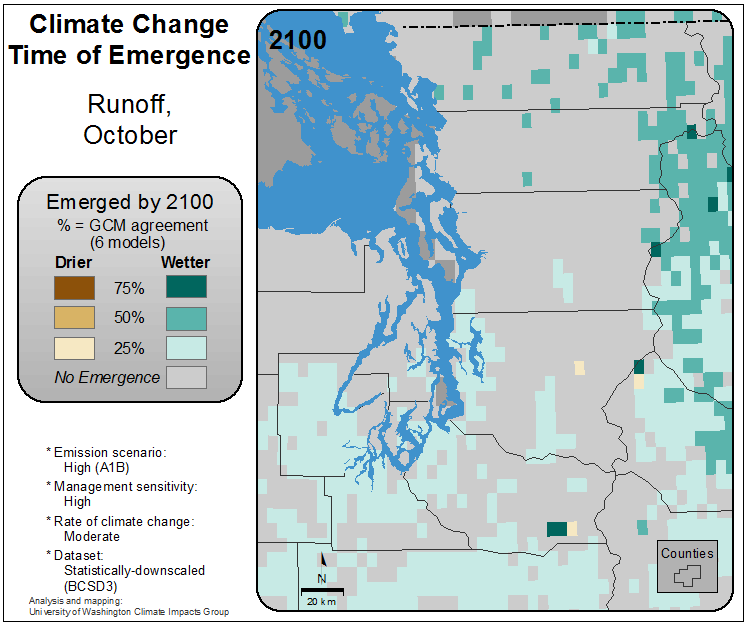 Climate Change
Time of Emergence
Runoff,
October
Emerged by 2100
% = GCM agreement
(6 models)
Drier
Wetter
75%
50%
25%
No Emergence
* Emission scenario:
High (A1B)
* Management sensitivity:
High
* Rate of climate change:
Moderate
* Dataset:
Statistically-downscaled
(BCSD3)
Analysis and mapping:
University of Washington Climate Impacts Group
2100
N
20 km
Counties